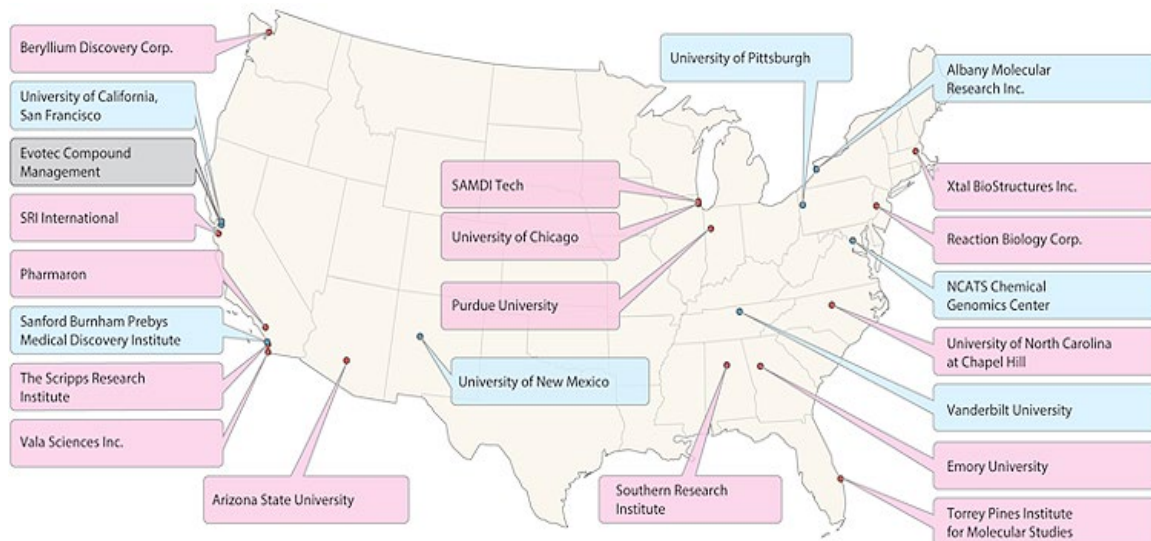 Beryllium Discovery Corp.
University of California,
San Francisco
Evotec Compound
Management
SRI International
Pharmaron
Sanford Burnham Prebys
Medical Discovery Institute
The Scripps Research
Institute
Vala Sciences Inc.
Arizona State University
University of New Mexico
SAMDI Tech
University of Chicago
Purdue University
University of Pittsburgh
Southern Research
Institute
Albany Molecular
Research Inc.
Xtal BioStructures Inc.
Reaction Biology Corp.
NCATS Chemical
Genomics Center
University of North Carolina
at Chapel Hill
Vanderbilt University
Emory University
Torrey Pines Institute
for Molecular Studies